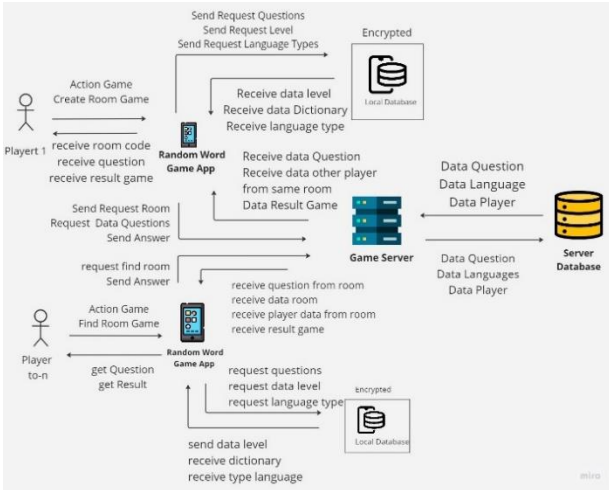 Send Request Questions
Send Request Level
Send Request Language Types
Encrypted
Local Database
Action Game
Create Room Game
Receive data level
Receive data Dictionary
Receive language type
Playert 1
receive room code
receive question
receive result game
Random Word
Game App
Receive data Question
Receive data other player
from same room
Data Result Game
Data Question
Data Language
Data Player
Send Request Room
Request Data Questions
Send Answer
Game Server
Server
Database
Data Question
Data Languages
Data Player
request find room
Send Answer
receive question from room
receive data room
receive player data from room
receive result game
Action Game
Find Room Game
Player
to-n
Random Word
Game App
get Question
get Result
request questions
request data level
request language type
Encrypted
Local Database
send data level
receive dictionary
receive type language
miro